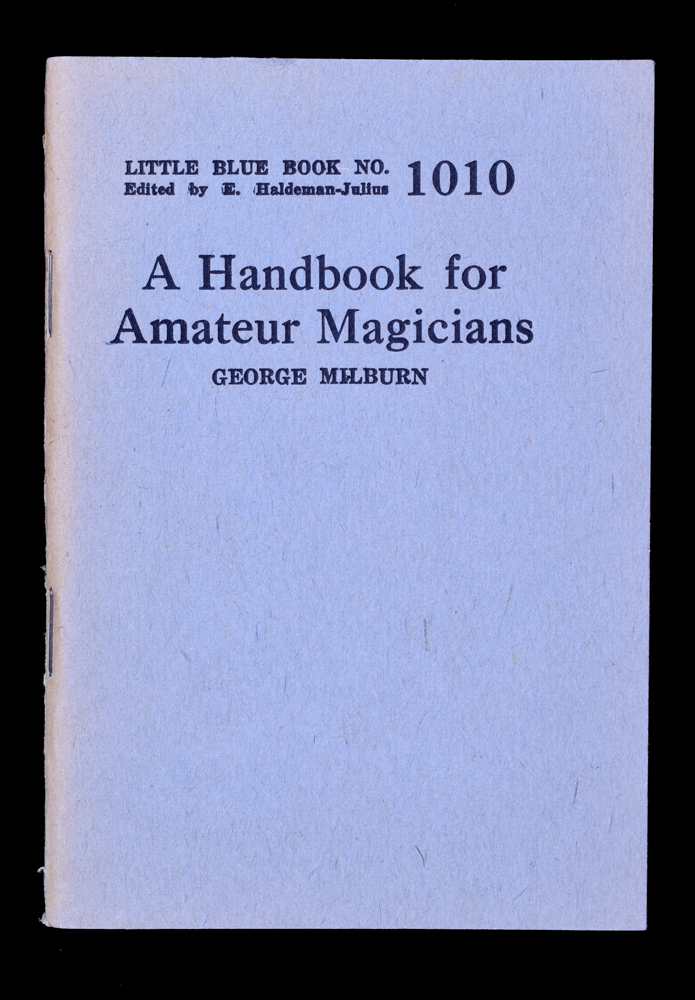 LITTLE BLUE BOOK NO. 1010
Edited by E. Haldeman-Julius
A Handbook for
Amateur Magicians
GEORGE MILBURN